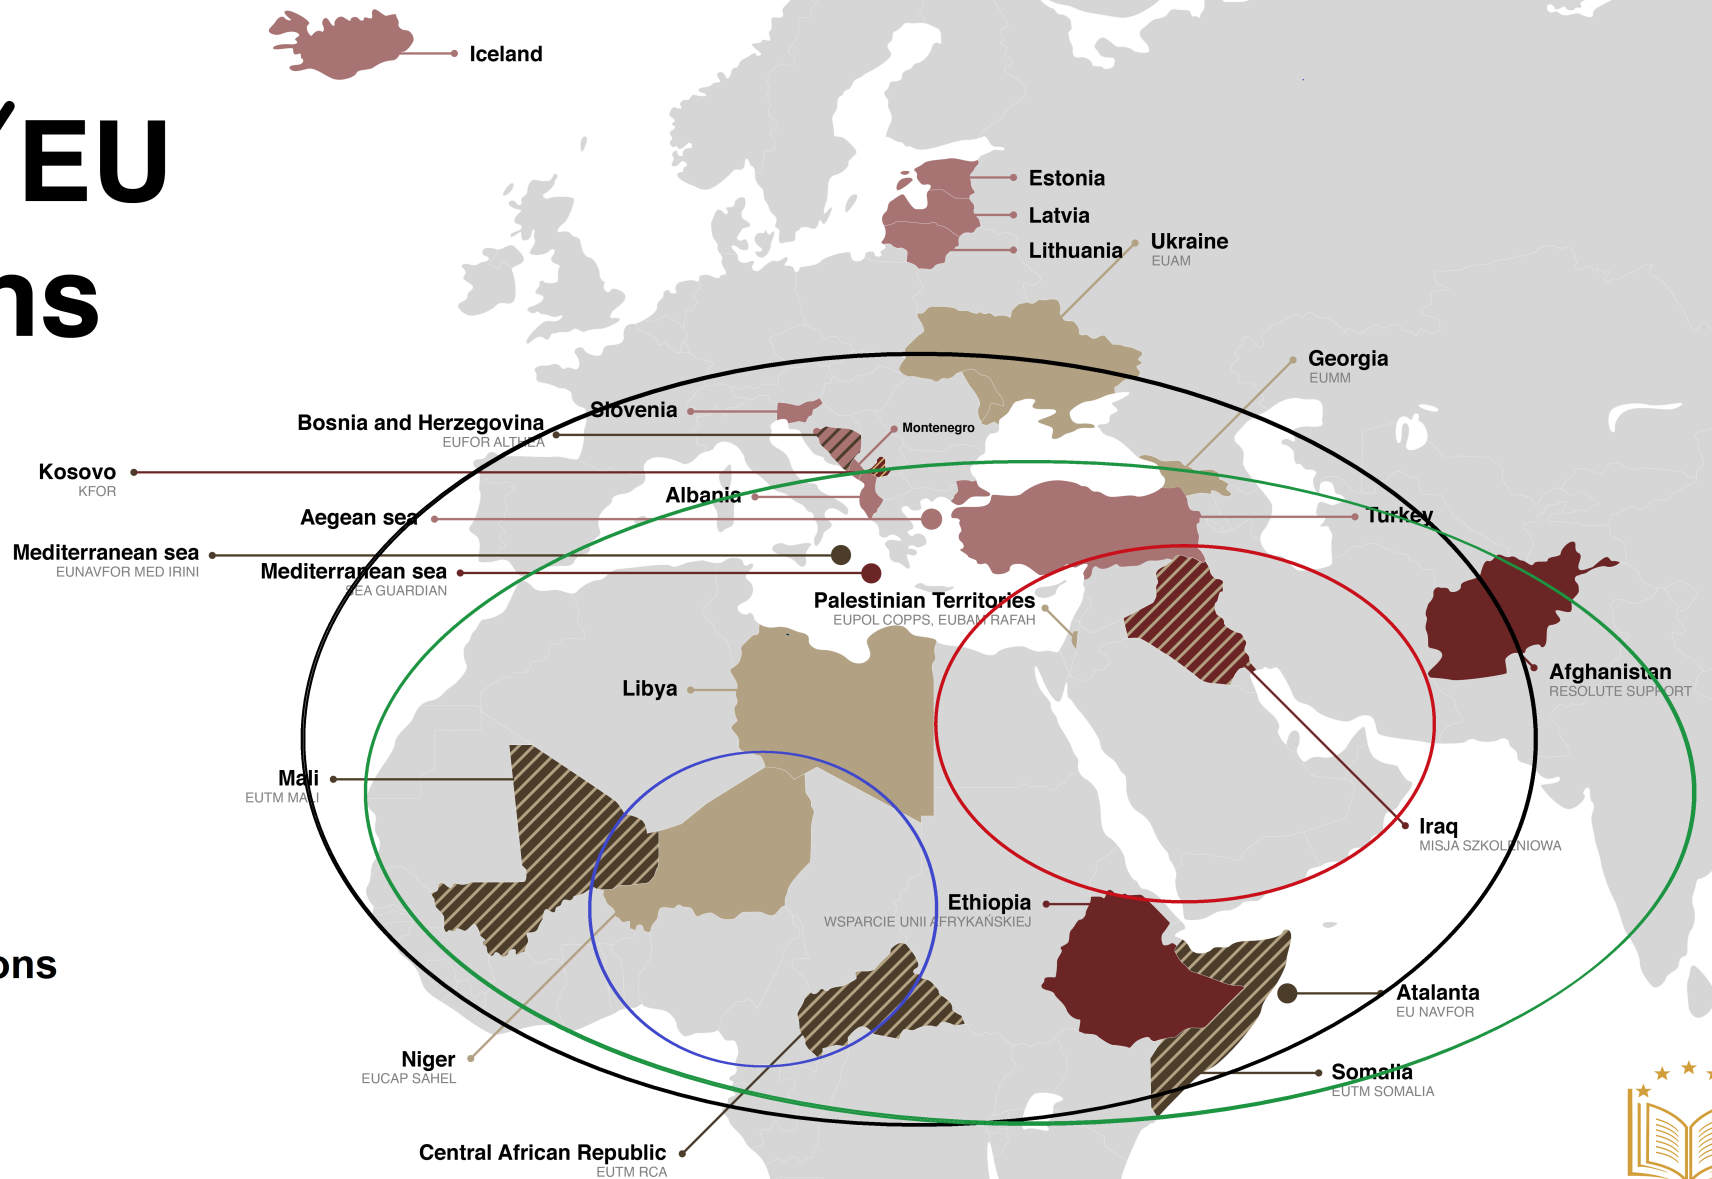 Iceland
EU
ns
Estonia
Latvia
Lithuania
Ukraine
EUAM
Georgia
EUMM
Slovenia
Bosnia and Herzegovina
EUFOR ALTHEA
Montenegro
Kosovo
KFOR
Albania
Aegean sea
Turkey
Mediterranean sea
EUNAVFOR MED IRINI
Mediterranean sea
SEA GUARDIAN
Palestinian Territories
EUPOL COPPS, EUBAM RAFAH
Afghanistan
RESOLUTE SUPPORT
Libya
Mali
EUTM MALI
Iraq
MISJA SZKOLENIOWA
Ethiopia
WSPARCIE UNII AFRYKAŃSKIEJ
ons
Atalanta
EU NAVFOR
Niger
EUCAP SAHEL
Somalia
EUTM SOMALIA
Central African Republic
EUTM RCA